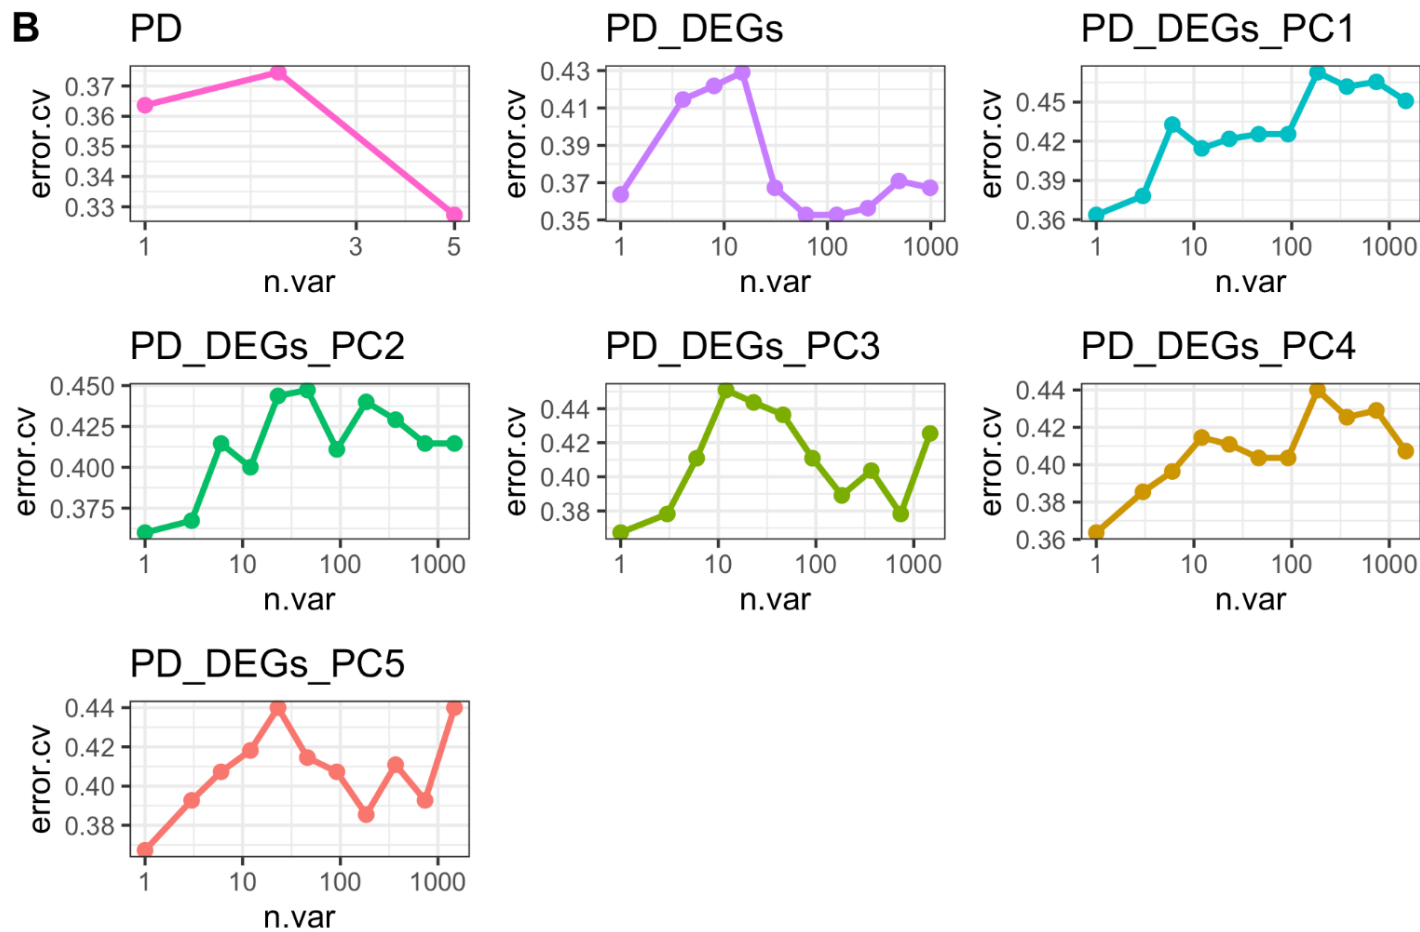 B
PD
PD_DEGs
PD_DEGs_PC1
error.cv
0.37
0.36
0.35
0.34
0.33
1
3
5
n.var
error.cv
0.43
0.41
0.39
0.37
0.35
1
10
100
1000
n.var
error.cv
0.45
0.42
0.39
0.36
1
10
100
1000
n.var
PD_DEGs_PC2
PD_DEGs_PC3
PD_DEGs_PC4
error.cv
0.450
0.425
0.400
0.375
1
10
100
1000
n.var
error.cv
0.44
0.42
0.40
0.38
1
10
100
1000
n.var
error.cv
0.44
0.42
0.40
0.38
0.36
1
10
100
1000
n.var
PD_DEGs_PC5
error.cv
0.44
0.42
0.40
0.38
1
10
100
1000
n.var